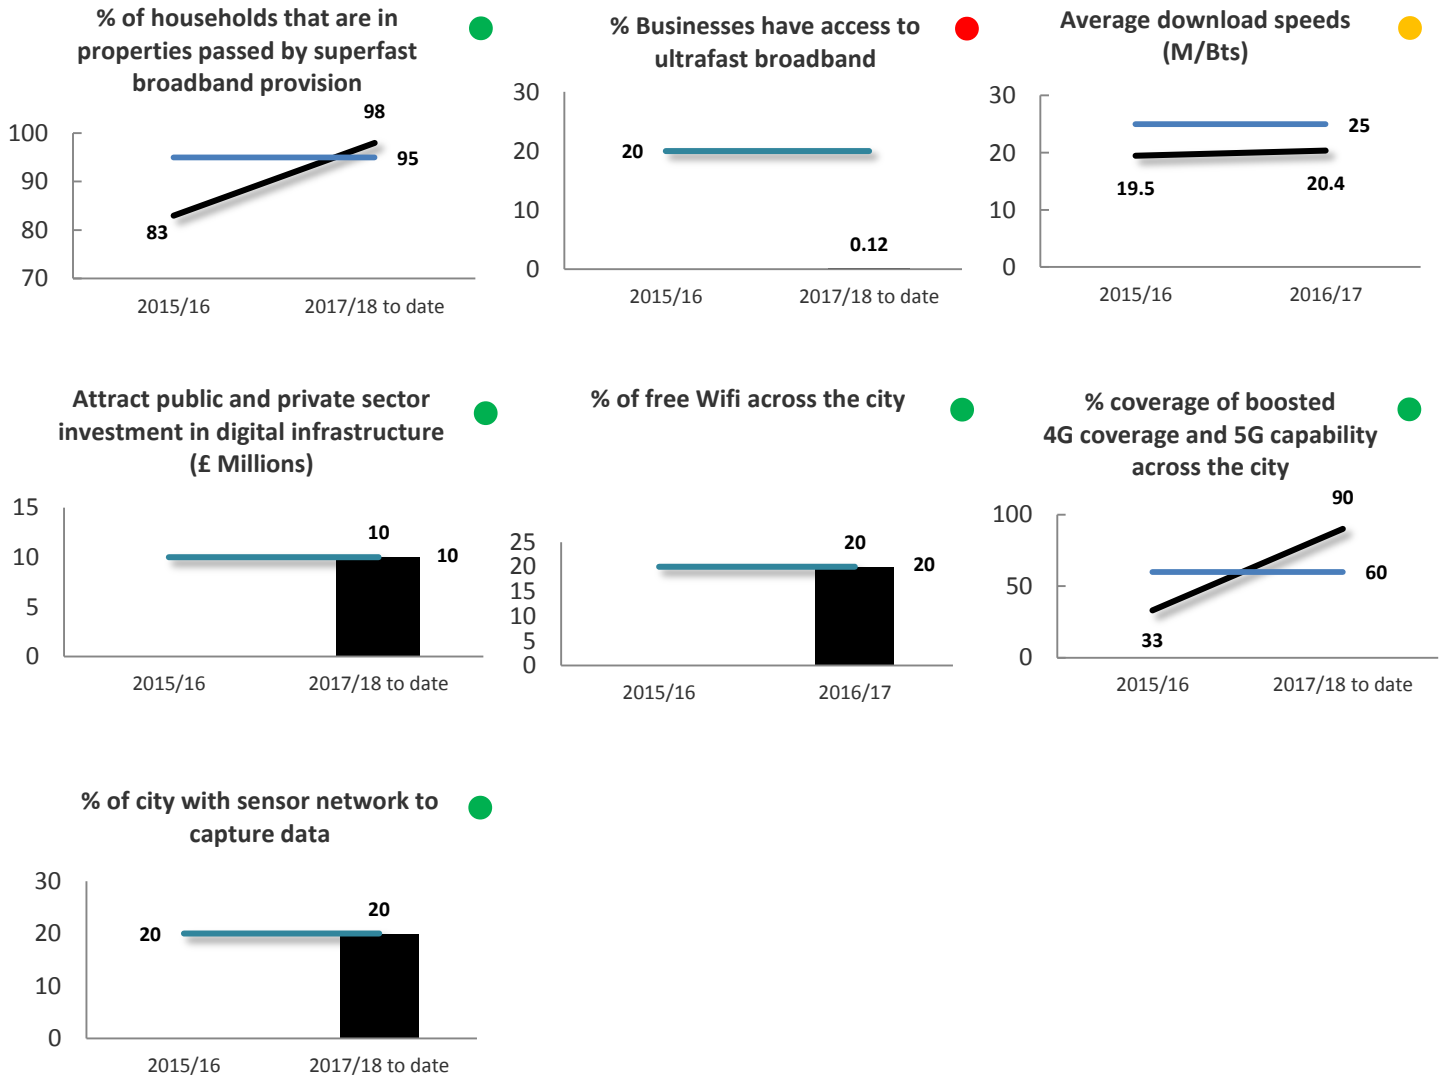 % of households that are in
properties passed by superfast
broadband provision
98
100
95
90
83
80
70
2015/16 2017/18 to date
% Businesses have access to
ultrafast broadband
30
20
20
10
0.12
0
2015/16 2017/18 to date
Average download speeds
(M/Bts)
30
25
20
19.5
20.4
10
0
2015/16 2016/17
Attract public and private sector
investment in digital infrastructure
(£ Millions)
15
10
10
10
5
0
2015/16 2017/18 to date
% of free Wifi across the city
25
20
20
20
15
10
5
0
2015/16 2016/17
% coverage of boosted
4G coverage and 5G capability
across the city
90
100
60
50
33
0
2015/16 2017/18 to date
% of city with sensor network to
capture data
30
20
20
20
10
0
2015/16 2017/18 to date